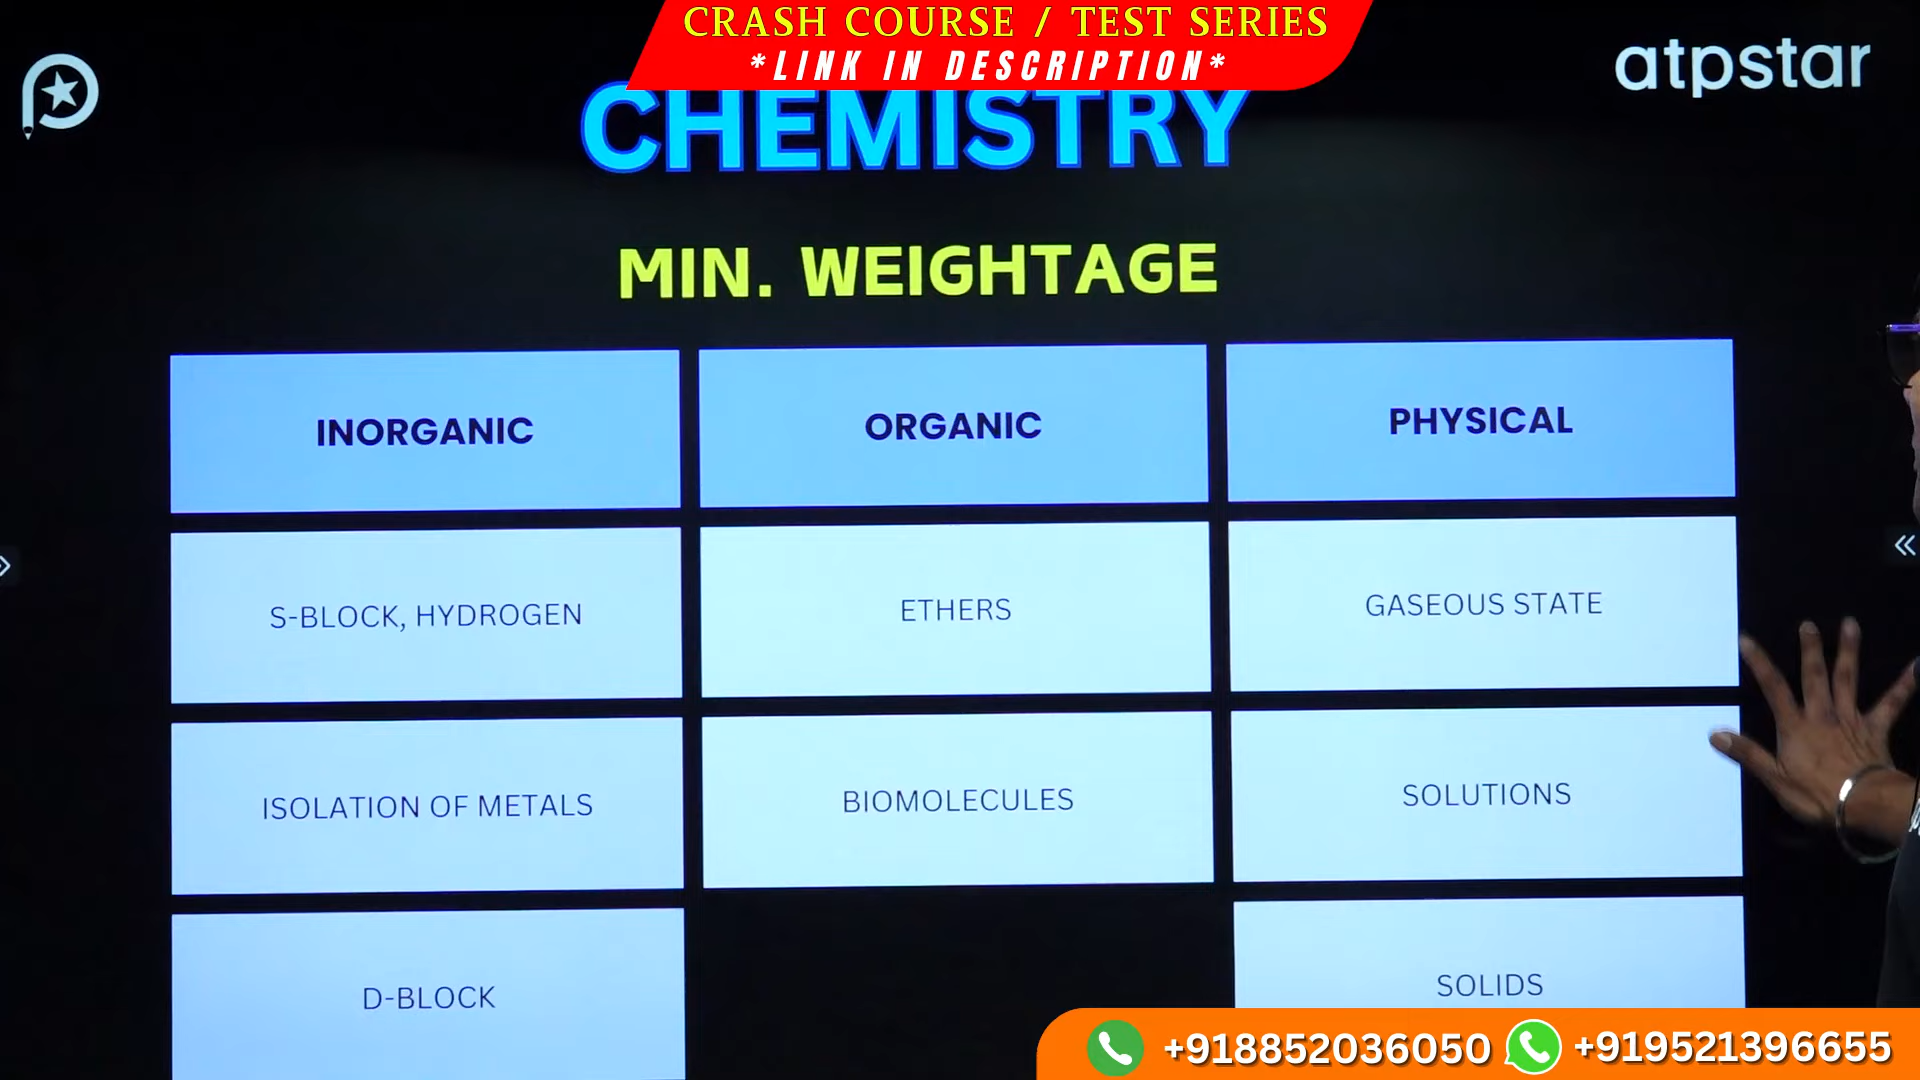 CRASH COURSE / TEST SERIES
*LINK IN DESCRIPTION*
atpstar
CHEMISTRY
MIN. WEIGHTAGE
INORGANIC
ORGANIC
PHYSICAL
S-BLOCK, HYDROGEN
ETHERS
GASEOUS STATE
ISOLATION OF METALS
BIOMOLECULES
SOLUTIONS
D-BLOCK
SOLIDS
+918852036050
+919521396655